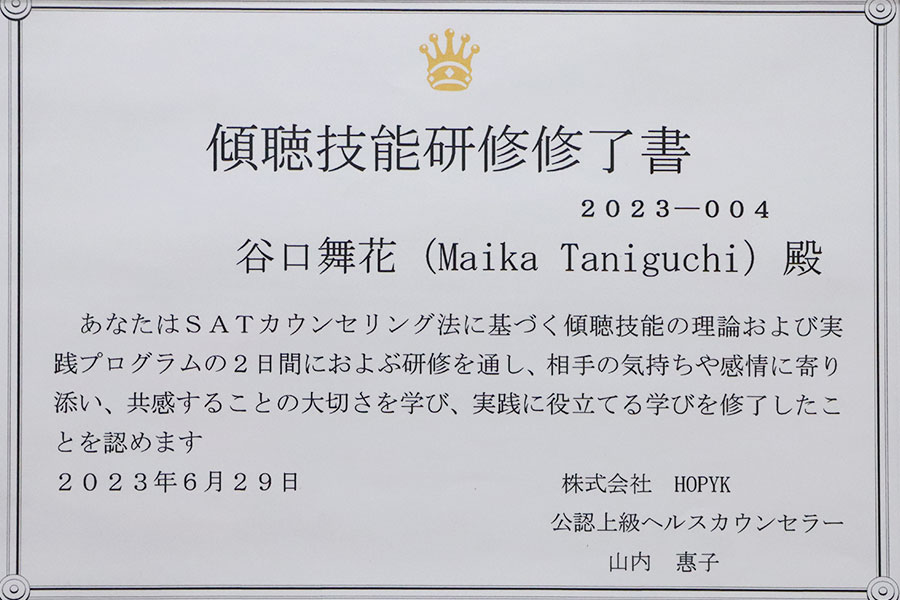 傾聴技能研修修了書
２０２３―００４
谷口舞花（Maika Taniguchi）殿
あなたはＳＡＴカウンセリング法に基づく傾聴技能の理論および実
践プログラムの２日間におよぶ研修を通し、相手の気持ちや感情に寄り
添い、共感することの大切さを学び、実践に役立てる学びを修了したこ
とを認めます
２０２３年６月２９日
株式会社　HOPYK
公認上級ヘルスカウンセラー
山内　惠子